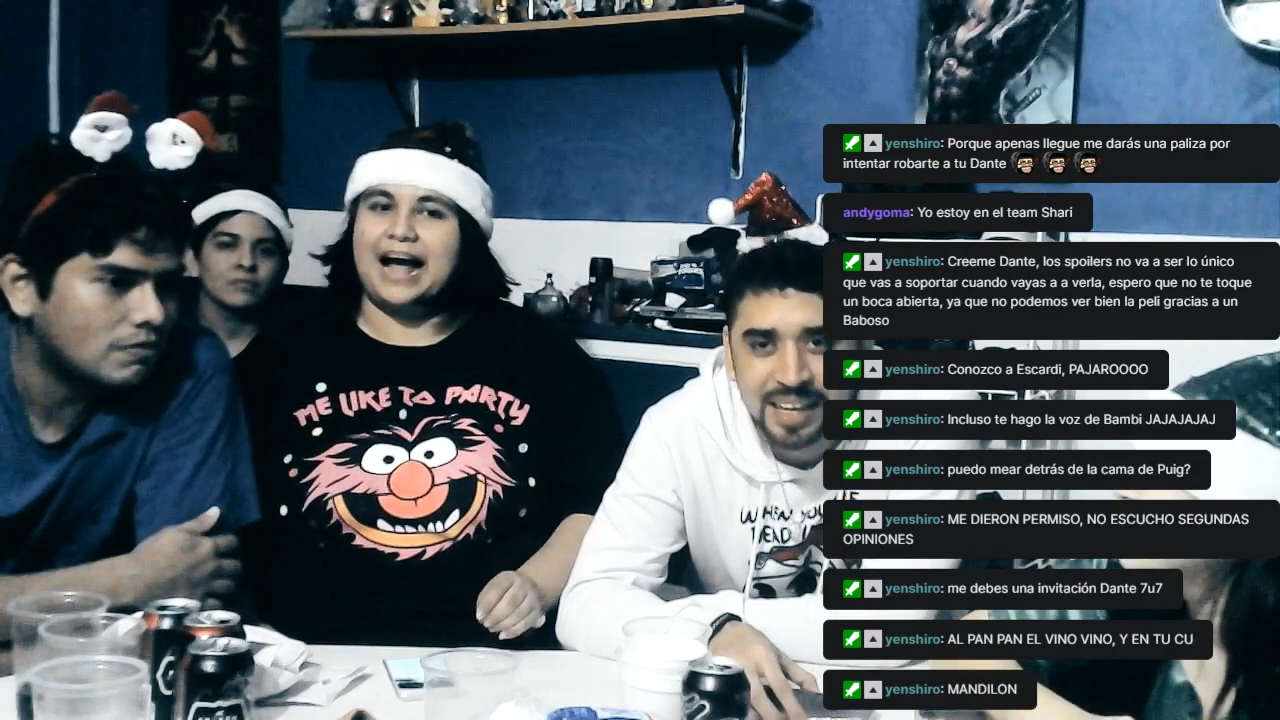 yenshiro: Porque apenas llegue me darás una paliza por
intentar robarte a tu Dante
andygoma: Yo estoy en el team Shari
yenshiro: Creeme Dante, los spoilers no va a ser lo único
que vas a soportar cuando vayas a a verla, espero que no te toque
un boca abierta, ya que no podemos ver bien la peli gracias a un
Baboso
yenshiro: Conozco a Escardi, PAJAROOOO
yenshiro: Incluso te hago la voz de Bambi JAJAJAJAJ
yenshiro: puedo mear detrás de la cama de Puig?
yenshiro: ME DIERON PERMISO, NO ESCUCHO SEGUNDAS
OPINIONES
yenshiro: me debes una invitación Dante 7u7
yenshiro: AL PAN PAN EL VINO VINO, Y EN TU CU
yenshiro: MANDILON
ME LIKE TO PARTY